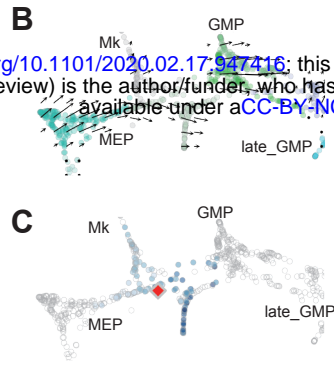 B
GMP
Mk
rg/10.1101/2020.02.17.947416; this
eview) is the author/funder, who has
available under aCC-BY-NC
MEP
late_GMP
C
GMP
Mk
MEP
late_GMP